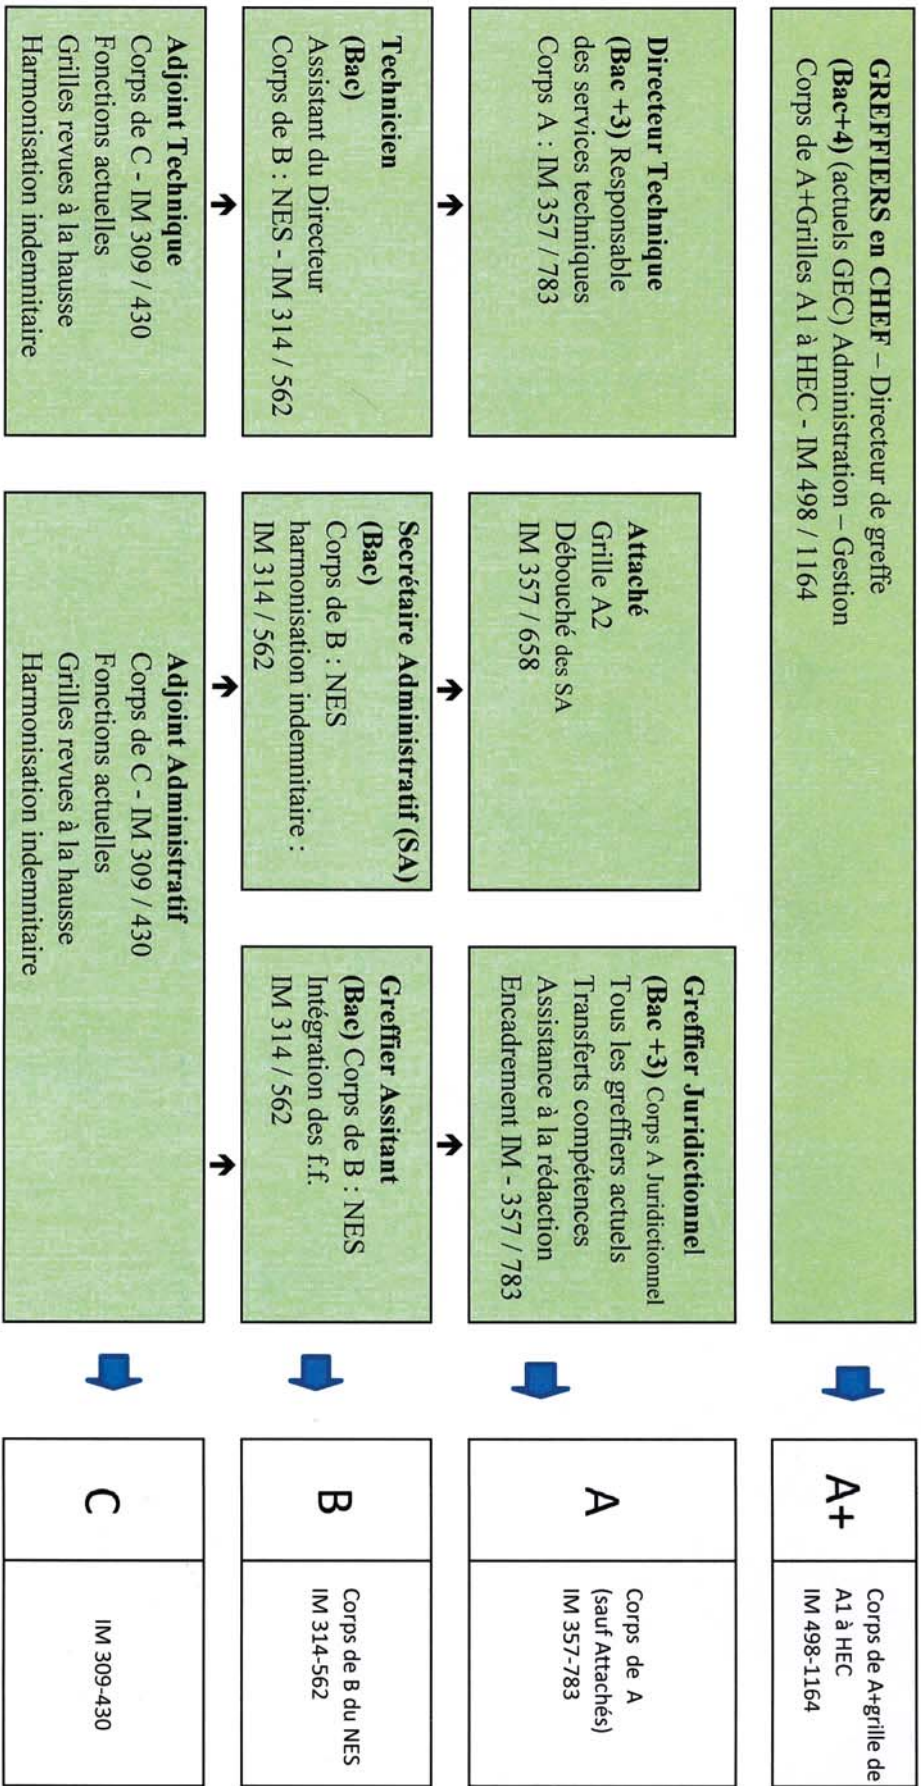 GREFFIERS en CHEF – Directeur de greffe
(Bac+4) (actuels GEC) Administration – Gestion
Corps de A+Grilles A1 à HEC - IM 498 / 1164
A+
Corps de A+grille de
A1 à HEC
IM 498-1164
Directeur Technique
(Bac +3) Responsable
des services techniques
Corps A : IM 357 / 783
Attaché
Grille A2
Débouché des SA
IM 357 / 658
Greffier Juridictionnel
(Bac +3) Corps A Juridictionnel
Tous les greffiers actuels
Transferts compétences
Assistance à la rédaction
Encadrement IM - 357 / 783
A
Corps de A
(sauf Attachés)
IM 357-783
Technicien
(Bac)
Assistant du Directeur
Corps de B : NES - IM 314 / 562
Secrétaire Administratif (SA)
(Bac)
Corps de B : NES
harmonisation indemnitaire :
IM 314 / 562
Greffier Assitant
(Bac) Corps de B : NES
Intégration des f.f.
IM 314 / 562
B
Corps de B du NES
IM 314-562
Adjoint Technique
Corps de C - IM 309 / 430
Fonctions actuelles
Grilles revues à la hausse
Harmonisation indemnitaire
Adjoint Administratif
Corps de C - IM 309 / 430
Fonctions actuelles
Grilles revues à la hausse
Harmonisation indemnitaire
C
IM 309-430